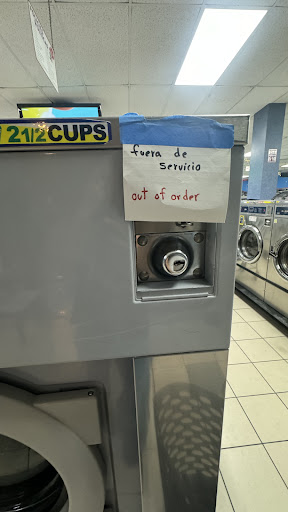 2 1/2 CUPS
fuera de
servicio
out of order